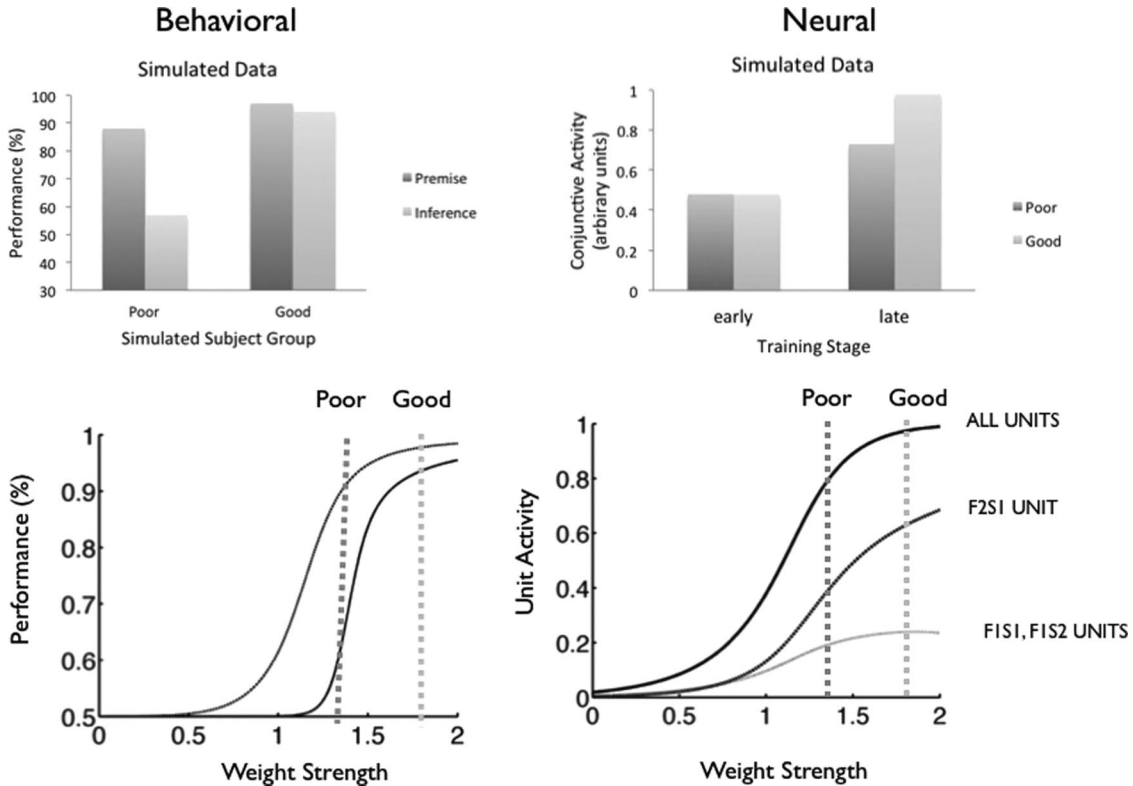 Behavioral
Simulated Data
Performance (%)
100
90
80
70
60
50
40
30
Poor
Good
Simulated Subject Group
Premise
Inference
Neural
Simulated Data
Conjunctive Activity
(arbirary units)
1
0.8
0.6
0.4
0.2
0
early
late
Training Stage
Poor
Good
Poor
Good
Performance (%)
1
0.9
0.8
0.7
0.6
0.5
0
0.5
1
1.5
2
Weight Strength
Poor
Good
Unit Activity
1
0.8
0.6
0.4
0.2
0
0
0.5
1
1.5
2
Weight Strength
ALL UNITS
F2S1 UNIT
F1S1, F1S2 UNITS